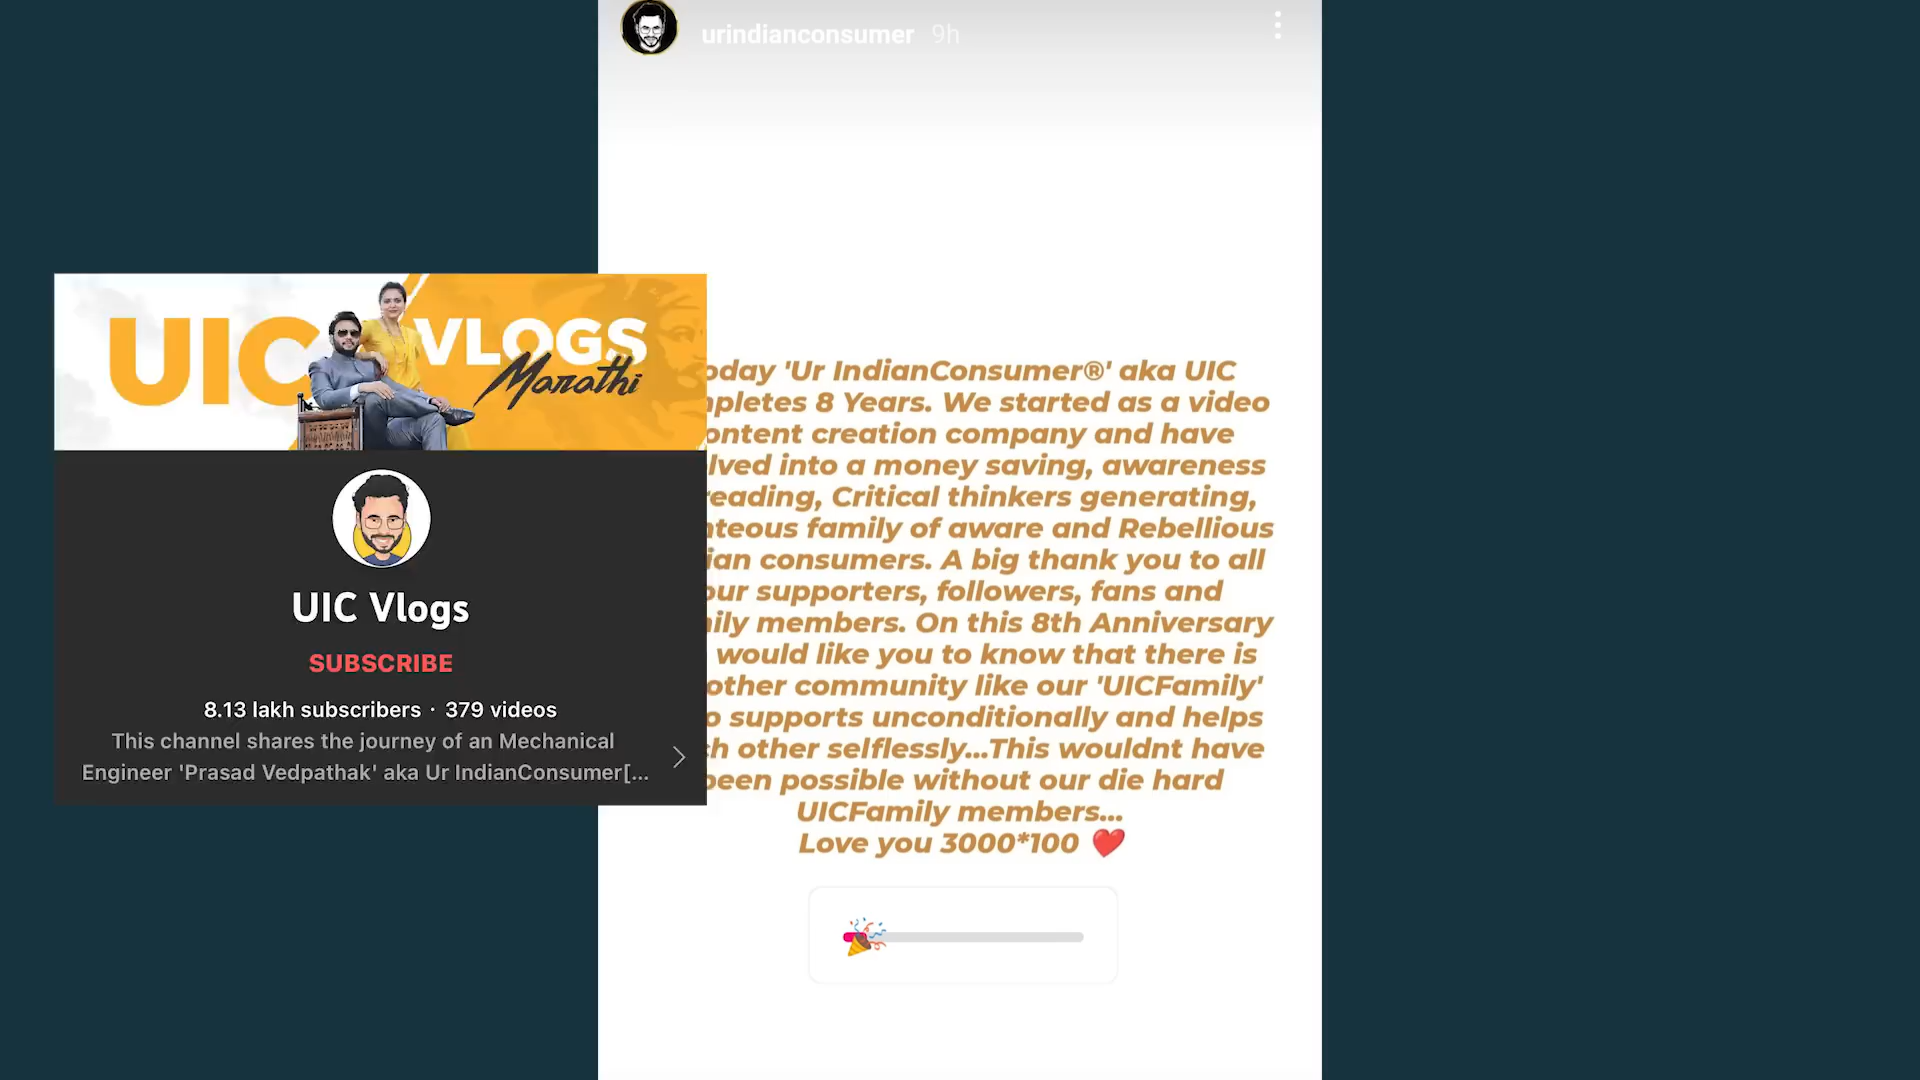 urindianconsumer 9h
UIC VLOGS
Marathi
UIC Vlogs
SUBSCRIBE
8.13 lakh subscribers · 379 videos
This channel shares the journey of an Mechanical
Engineer 'Prasad Vedpathak' aka Ur IndianConsumer[...
'Ur IndianConsumer®' aka UIC
8 Years. We started as a video
creation company and have
into a money saving, awareness
Critical thinkers generating,
family of aware and Rebellious
consumers. A big thank you to all
supporters, followers, fans and
members. On this 8th Anniversary
would like you to know that there is
community like our 'UICFamily'
supports unconditionally and helps
other selflessly...This wouldnt have
been possible without our die hard
UICFamily members...
Love you 3000*100 ❤️